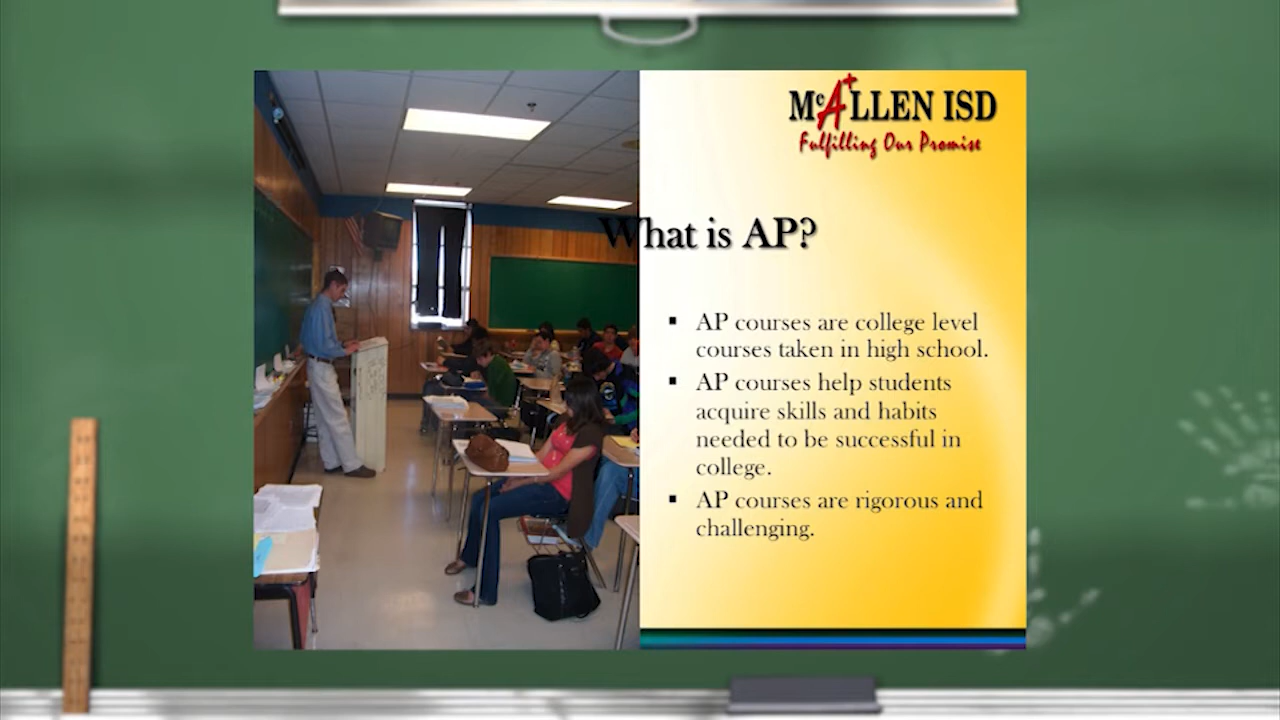 McALLEN ISD
Fulfilling Our Promise
What is AP?
▪ AP courses are college level
courses taken in high school.
▪ AP courses help students
acquire skills and habits
needed to be successful in
college.
▪ AP courses are rigorous and
challenging.